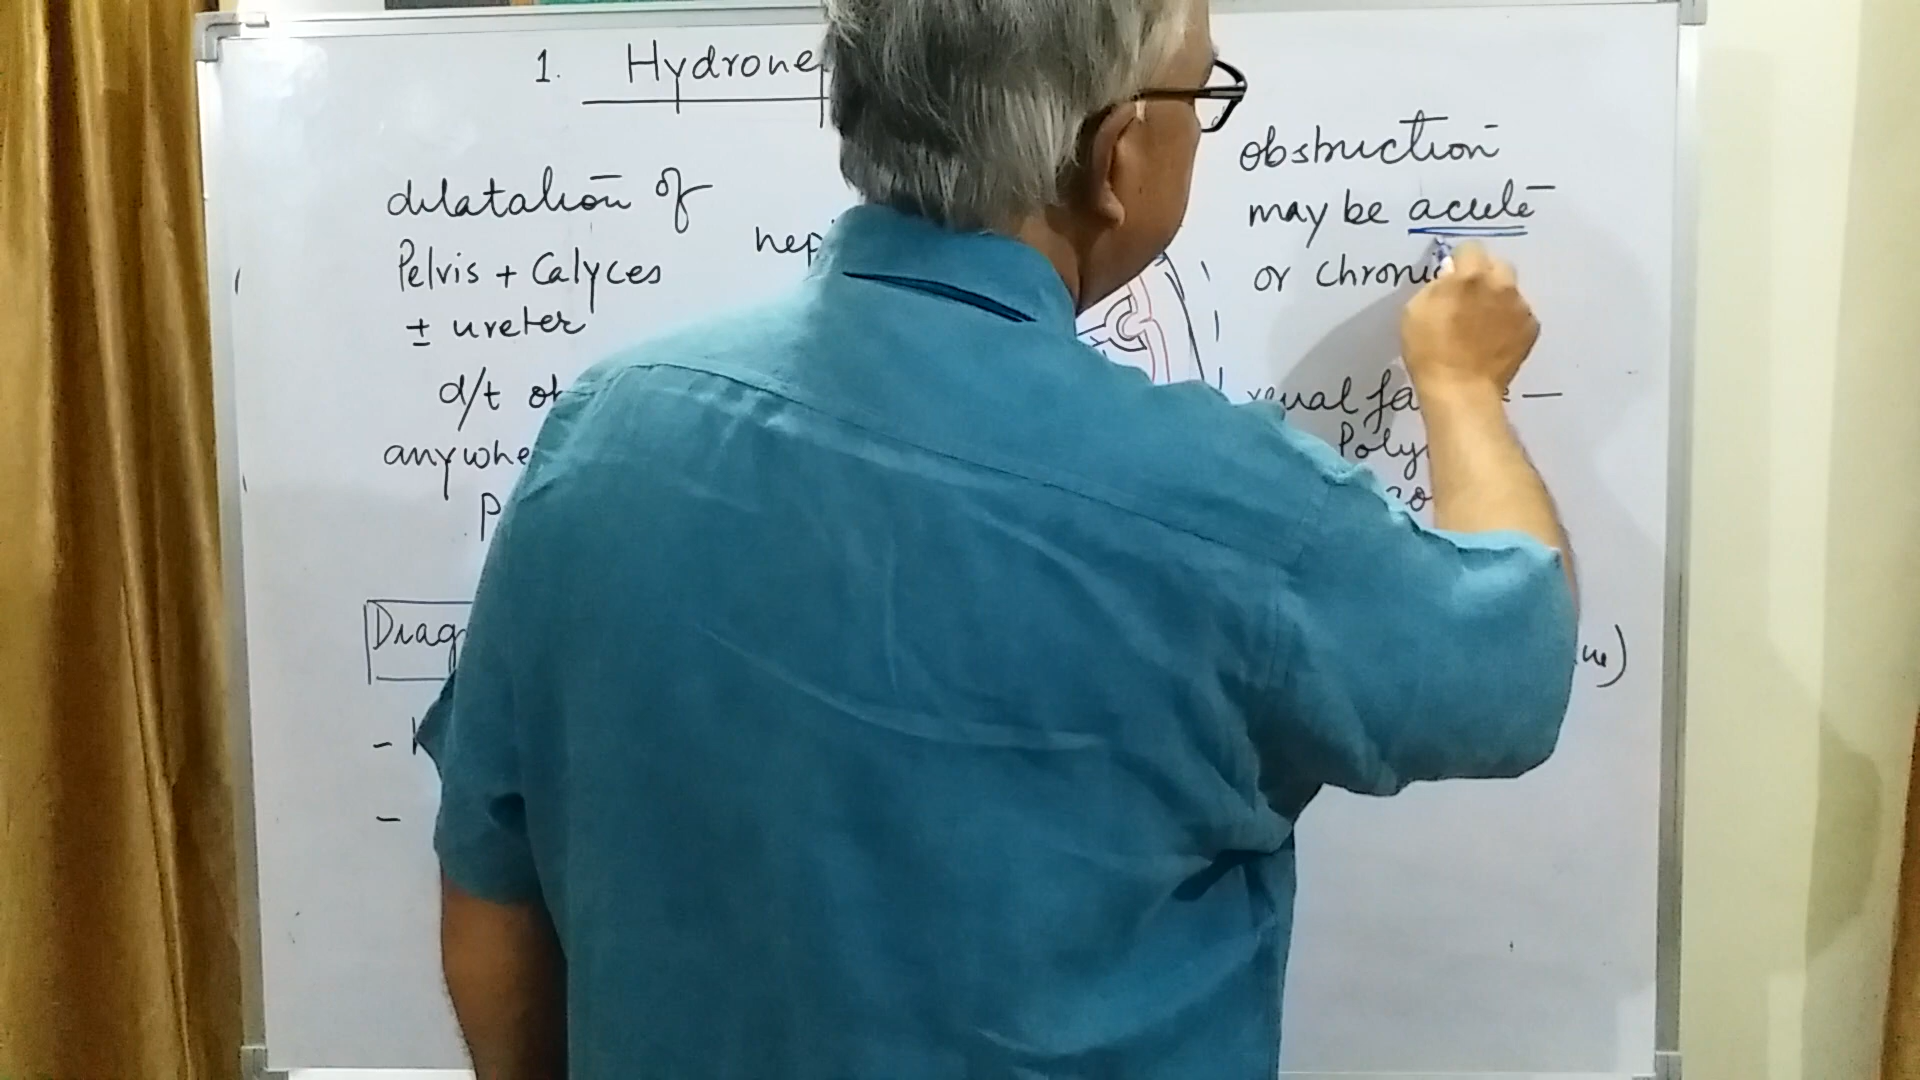 1. Hydrone
dilatation of
Pelvis + Calyces
± ureter
d/t ob
anywhe
P
nep
Diag
obstruction
may be acute
or chronic
renal fa e —
Poly